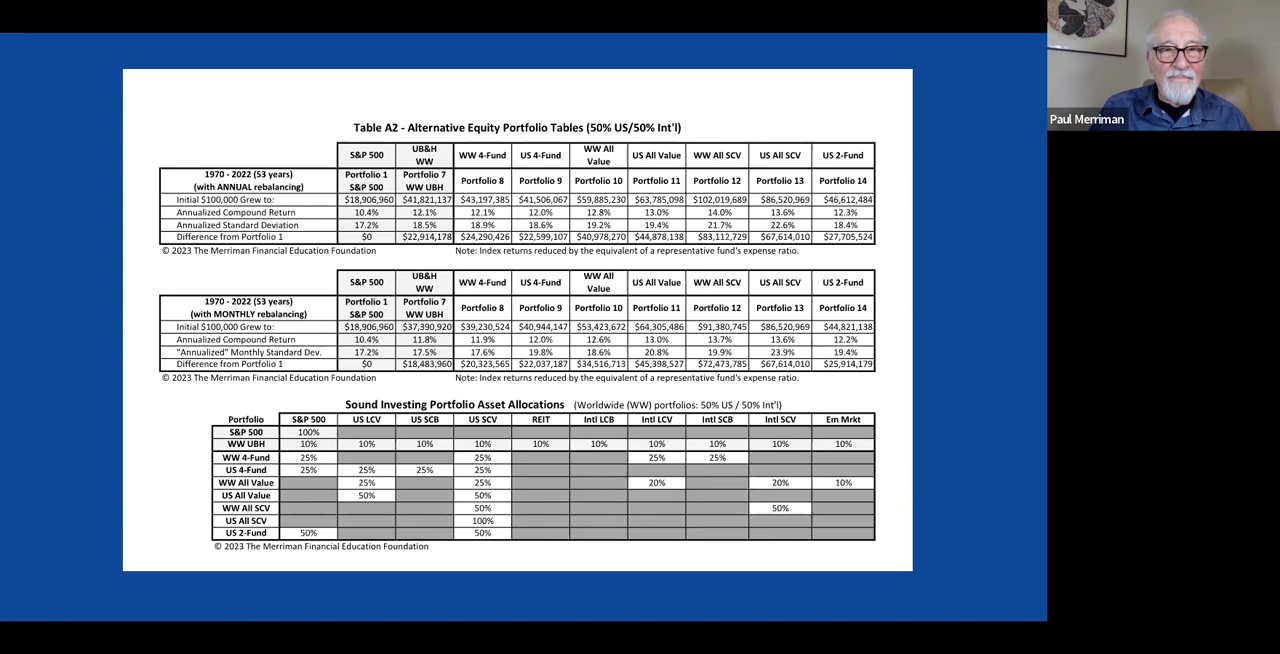 Paul Merriman
Table A2 - Alternative Equity Portfolio Tables (50% US/50% Int'l)
S&P 500 UB&H WW WW 4-Fund US 4-Fund WW All Value US All Value WW All SCV US All SCV US 2-Fund
1970 - 2022 (53 years) (with ANNUAL rebalancing) Portfolio 1 S&P 500 Portfolio 7 WW UBH Portfolio 8 Portfolio 9 Portfolio 10 Portfolio 11 Portfolio 12 Portfolio 13 Portfolio 14
Initial $100,000 Grew to: $18,906,960 $41,821,137 $43,197,385 $41,506,067 $59,885,230 $63,785,098 $102,019,689 $86,520,969 $46,612,484
Annualized Compound Return 10.4% 12.1% 12.1% 12.0% 12.8% 13.0% 14.0% 13.6% 12.3%
Annualized Standard Deviation 17.2% 18.5% 18.9% 18.6% 19.2% 19.4% 21.7% 22.6% 18.4%
Difference from Portfolio 1 $0 $22,914,178 $24,290,426 $22,599,107 $40,978,270 $44,878,138 $83,112,729 $67,614,010 $27,705,524
© 2023 The Merriman Financial Education Foundation Note: Index returns reduced by the equivalent of a representative fund's expense ratio.
S&P 500 UB&H WW WW 4-Fund US 4-Fund WW All Value US All Value WW All SCV US All SCV US 2-Fund
1970 - 2022 (53 years) (with MONTHLY rebalancing) Portfolio 1 S&P 500 Portfolio 7 WW UBH Portfolio 8 Portfolio 9 Portfolio 10 Portfolio 11 Portfolio 12 Portfolio 13 Portfolio 14
Initial $100,000 Grew to: $18,906,960 $37,390,920 $39,230,524 $40,944,147 $53,423,672 $64,305,486 $91,380,745 $86,520,969 $44,821,138
Annualized Compound Return 10.4% 11.8% 11.9% 12.0% 12.6% 13.0% 13.7% 13.6% 12.2%
"Annualized" Monthly Standard Dev. 17.2% 17.5% 17.6% 19.8% 18.6% 20.8% 19.9% 23.9% 19.4%
Difference from Portfolio 1 $0 $18,483,960 $20,323,565 $22,037,187 $34,516,713 $45,398,527 $72,473,785 $67,614,010 $25,914,179
© 2023 The Merriman Financial Education Foundation Note: Index returns reduced by the equivalent of a representative fund's expense ratio.
Sound Investing Portfolio Asset Allocations (Worldwide (WW) portfolios: 50% US / 50% Int'l)
Portfolio S&P 500 US LCV US SCB US SCV REIT Intl LCB Intl LCV Intl SCB Intl SCV Em Mrkt
S&P 500 100%
WW UBH 10% 10% 10% 10% 10% 10% 10% 10% 10% 10%
WW 4-Fund 25% 25% 25% 25%
US 4-Fund 25% 25% 25% 25%
WW All Value 25% 25% 20% 20% 10%
US All Value 50% 50%
WW All SCV 50% 50%
US All SCV 100%
US 2-Fund 50% 50%
© 2023 The Merriman Financial Education Foundation